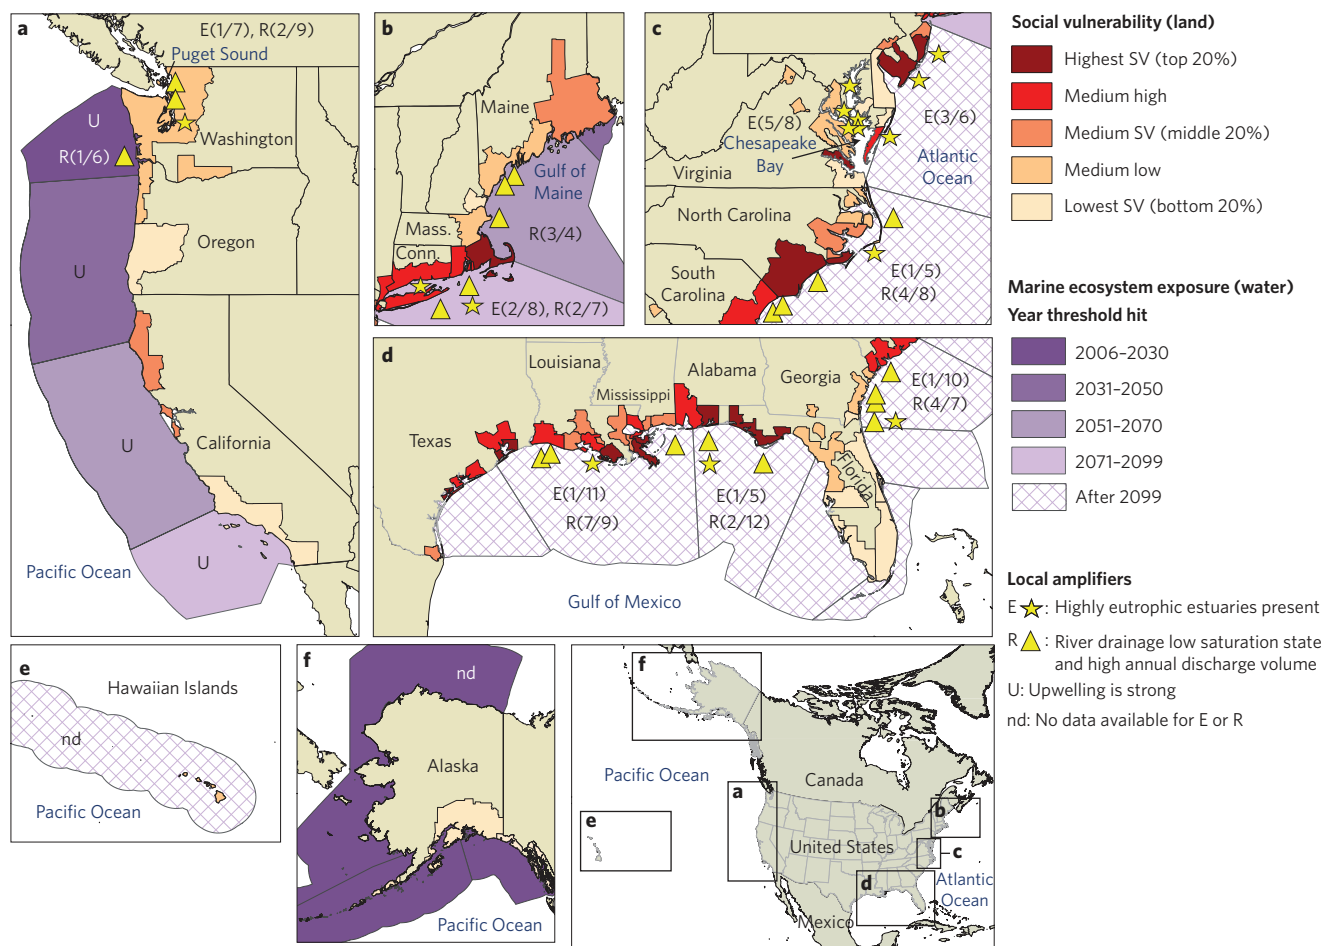 a
E(1/7), R(2/9)
Puget Sound
U
Washington
R(1/6)
Oregon
U
U
California
U
Pacific Ocean
b
Maine
Gulf of
Maine
Mass.
R(3/4)
Conn.
E(2/8), R(2/7)
c
E(3/6)
E(5/8)
Chesapeake
Bay
Atlantic
Ocean
Virginia
North Carolina
South
Carolina
E(1/5)
R(4/8)
d
Louisiana
Mississippi
Alabama
Georgia
E(1/10)
R(4/7)
Texas
Florida
E(1/11)
R(7/9)
E(1/5)
R(2/12)
Gulf of Mexico
e
Hawaiian Islands
nd
Pacific Ocean
f
nd
Alaska
Pacific Ocean
f
Pacific Ocean
Canada
a
b
e
United States
c
d
Atlantic
Ocean
Mexico
Social vulnerability (land)
Highest SV (top 20%)
Medium high
Medium SV (middle 20%)
Medium low
Lowest SV (bottom 20%)
Marine ecosystem exposure (water)
Year threshold hit
2006–2030
2031–2050
2051–2070
2071–2099
After 2099
Local amplifiers
E : Highly eutrophic estuaries present
R : River drainage low saturation state
and high annual discharge volume
U: Upwelling is strong
nd: No data available for E or R